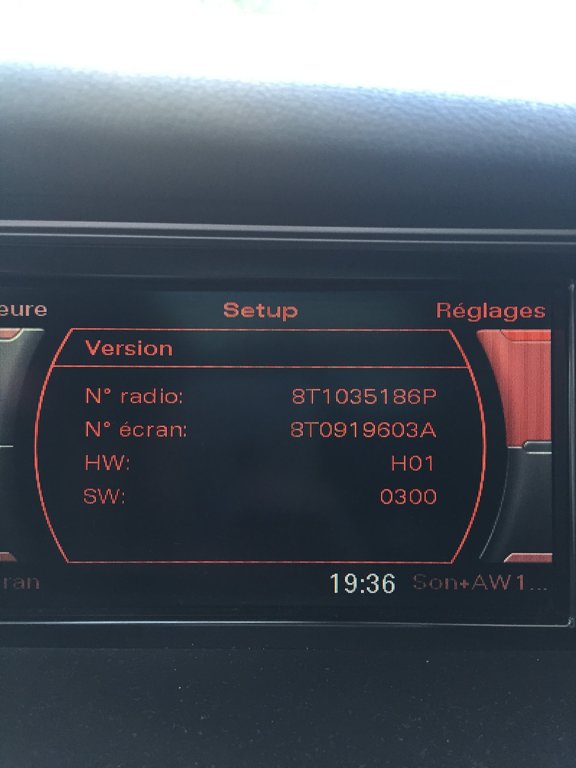 eure Setup Réglages
Version
N° radio: 8T1035186P
N° écran: 8T0919603A
HW: H01
SW: 0300
ran 19:36 Son+AW1...